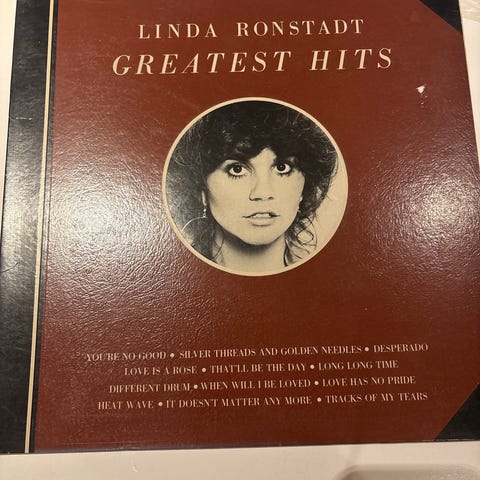 LINDA RONSTADT
GREATEST HITS
YOU'RE NO GOOD • SILVER THREADS AND GOLDEN NEEDLES • DESPERADO
LOVE IS A ROSE • THAT'LL BE THE DAY • LONG LONG TIME
DIFFERENT DRUM • WHEN WILL I BE LOVED • LOVE HAS NO PRIDE
HEAT WAVE • IT DOESN'T MATTER ANY MORE • TRACKS OF MY TEARS